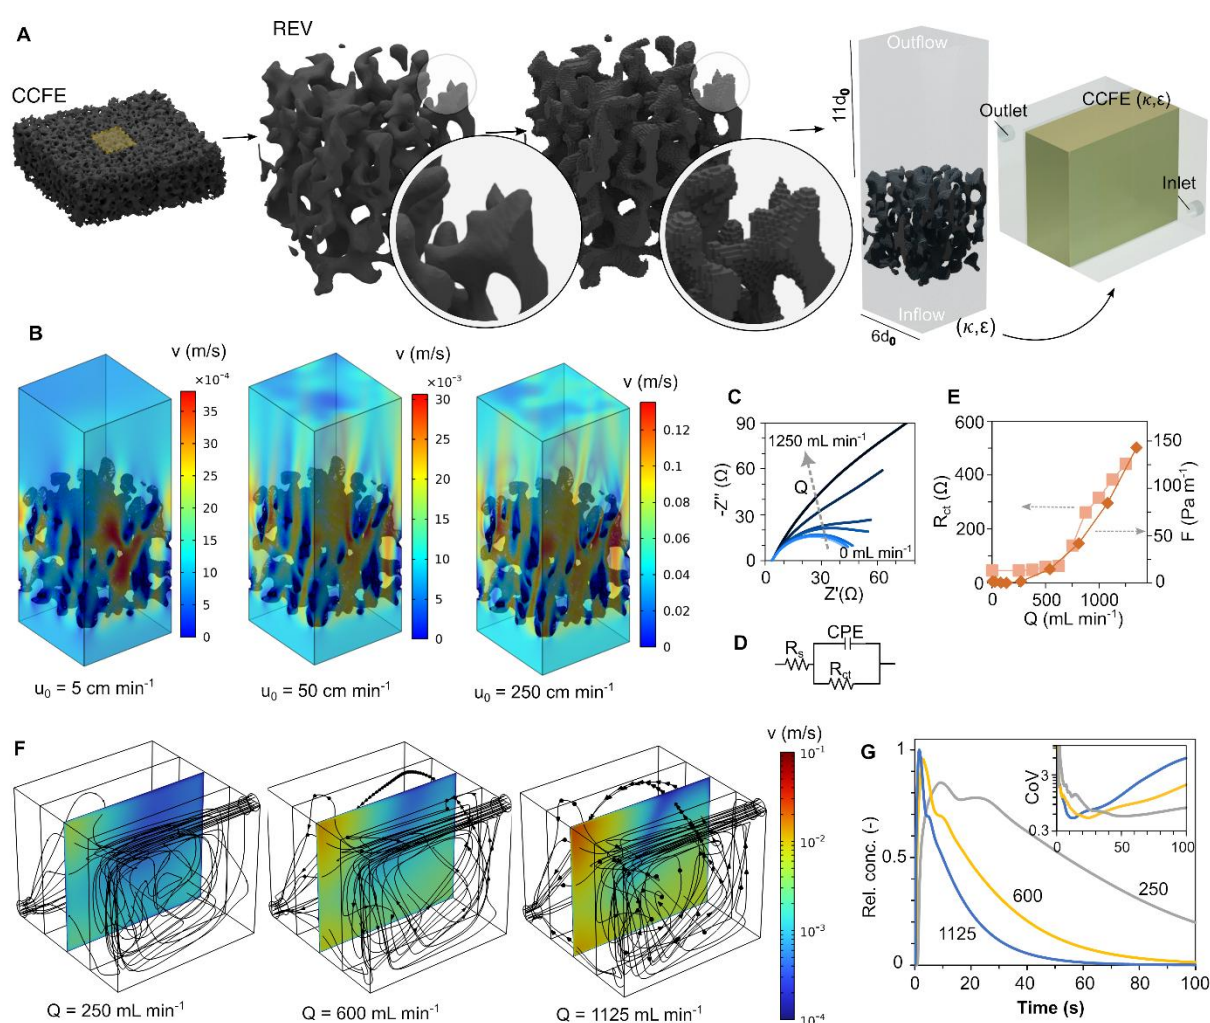 A
CCFE
REV
11d₀
Outflow
Inflow
6d₀
(κ,ε)
CCFE (κ,ε)
Outlet
Inlet
B
v (m/s)
×10⁻⁴
35
30
25
20
15
10
5
0
u₀ = 5 cm min⁻¹
v (m/s)
×10⁻³
30
25
20
15
10
5
0
u₀ = 50 cm min⁻¹
v (m/s)
0.12
0.1
0.08
0.06
0.04
0.02
0
u₀ = 250 cm min⁻¹
C
-Z'' (Ω)
90
60
30
0
1250 mL min⁻¹
Q
0 mL min⁻¹
0 30 60
Z'(Ω)
D
CPE
Rs
Rct
E
Rct (Ω)
600
400
200
0
150
100
50
0
F (Pa m⁻¹)
0 500 1000
Q (mL min⁻¹)
F
Q = 250 mL min⁻¹
Q = 600 mL min⁻¹
Q = 1125 mL min⁻¹
v (m/s)
10⁻¹
10⁻²
10⁻³
10⁻⁴
G
Rel. conc. (-)
1
0.5
0
250
600
1125
0 20 40 60 80 100
Time (s)
CoV
3
0.3
0 50 100